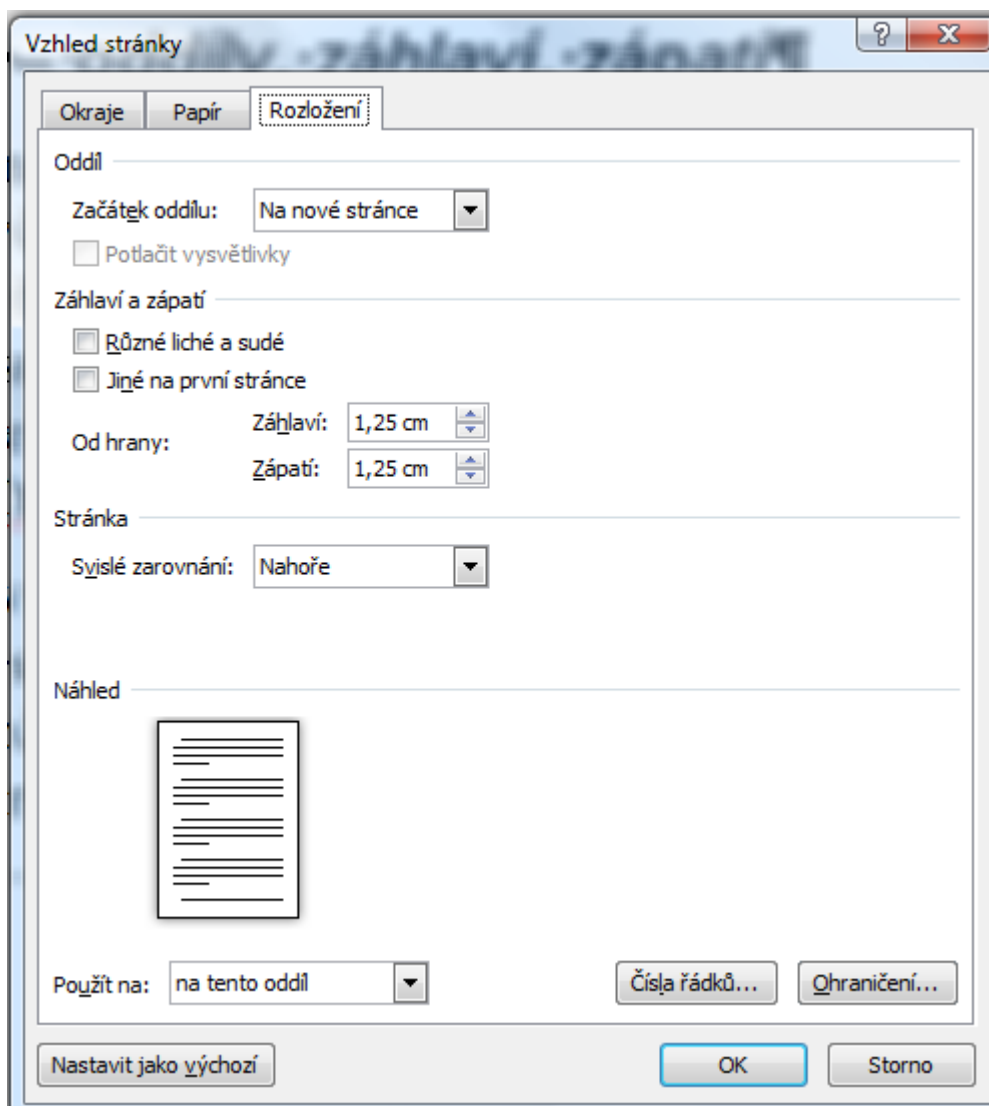 Vzhled stránky
-záhlaví -zápatří
Okraje Papír Rozložení
Oddíl
Začátek oddílu: Na nové stránce
Potlačit vysvětlivky
Záhlaví a zápatí
Různé liché a sudé
Jiné na první stránce
Od hrany:
Záhlaví: 1,25 cm
Zápatí: 1,25 cm
Stránka
Svislé zarovnání: Nahoře
Náhled
Použít na: na tento oddíl Čísla řádků... Ohraničení...
Nastavit jako výchozí OK Storno